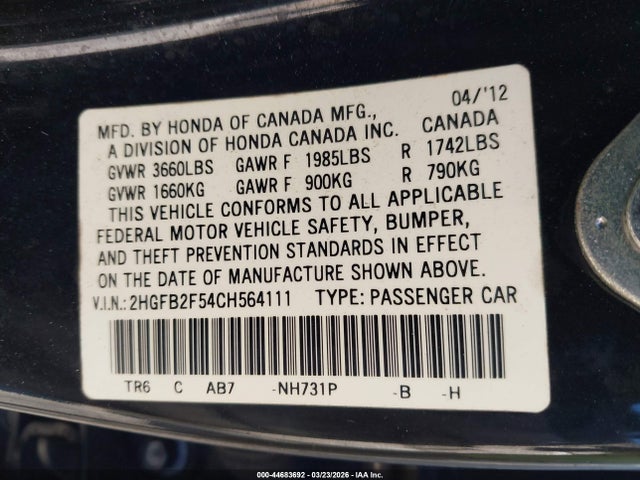 04/'12
MFD. BY HONDA OF CANADA MFG.,
A DIVISION OF HONDA CANADA INC. CANADA
GVWR 3660LBS GAWR F 1985LBS R 1742LBS
GVWR 1660KG GAWR F 900KG R 790KG
THIS VEHICLE CONFORMS TO ALL APPLICABLE
FEDERAL MOTOR VEHICLE SAFETY, BUMPER,
AND THEFT PREVENTION STANDARDS IN EFFECT
ON THE DATE OF MANUFACTURE SHOWN ABOVE.
V.I.N.: 2HGFB2F54CH564111 TYPE: PASSENGER CAR
TR6 C AB7 -NH731P -B -H
000-44683692 - 03/23/2026 - IAAI.COM